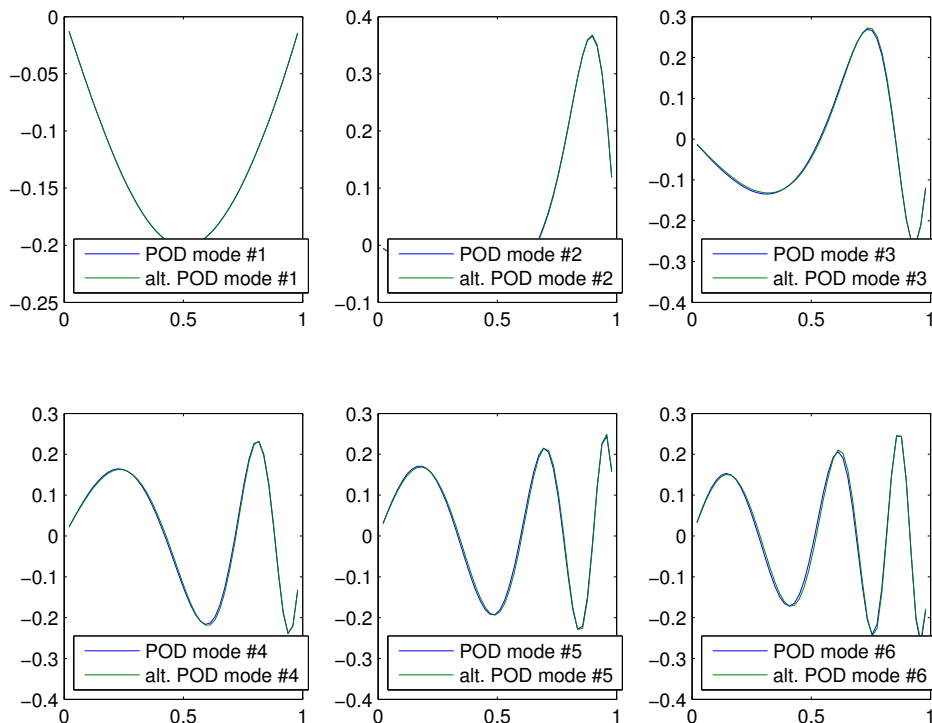 0
−0.05
−0.1
−0.15
−0.2
−0.25
0 0.5 1
POD mode #1
alt. POD mode #1
0.4
0.3
0.2
0.1
0
−0.1
0 0.5 1
POD mode #2
alt. POD mode #2
0.3
0.2
0.1
0
−0.1
−0.2
−0.3
−0.4
0 0.5 1
POD mode #3
alt. POD mode #3
0.3
0.2
0.1
0
−0.1
−0.2
−0.3
−0.4
0 0.5 1
POD mode #4
alt. POD mode #4
0.3
0.2
0.1
0
−0.1
−0.2
−0.3
−0.4
0 0.5 1
POD mode #5
alt. POD mode #5
0.3
0.2
0.1
0
−0.1
−0.2
−0.3
−0.4
0 0.5 1
POD mode #6
alt. POD mode #6